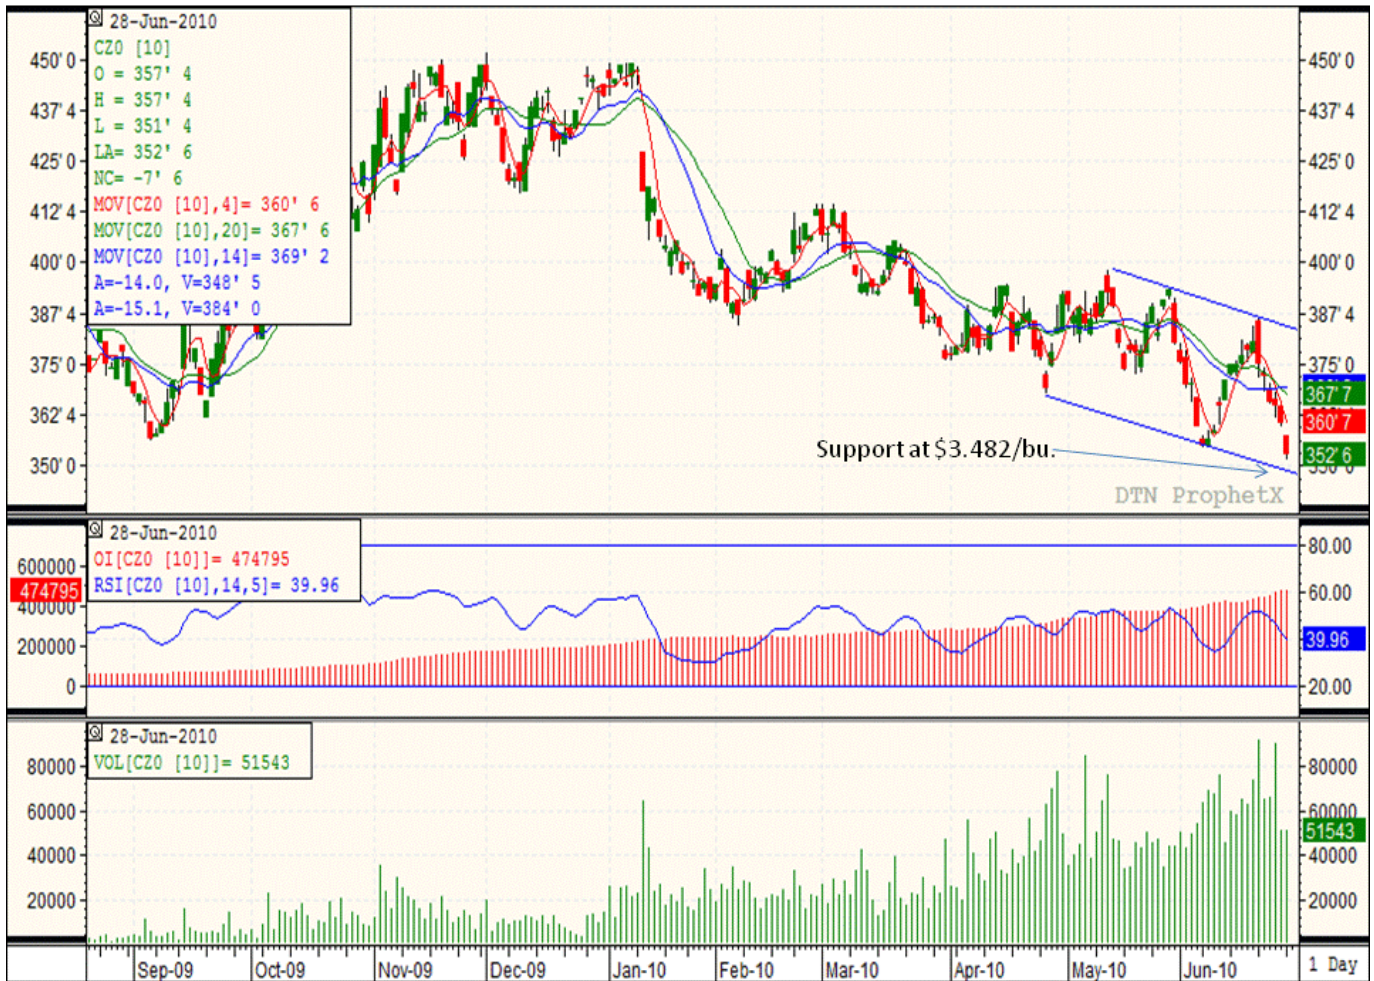 28-Jun-2010
CZ0 [10]
O = 357' 4
H = 357' 4
L = 351' 4
LA= 352' 6
NC= -7' 6
MOV[CZ0 [10],4]= 360' 6
MOV[CZ0 [10],20]= 367' 6
MOV[CZ0 [10],14]= 369' 2
A=-14.0, V=348' 5
A=-15.1, V=384' 0
450' 0
437' 4
425' 0
412' 4
400' 0
387' 4
375' 0
362' 4
350' 0
450' 0
437' 4
425' 0
412' 4
400' 0
387' 4
375' 0
367' 7
360' 7
352' 6
350' 0
Support at $3.482/bu.
DTN ProphetX
28-Jun-2010
OI[CZ0 [10]]= 474795
RSI[CZ0 [10],14,5]= 39.96
600000
474795
400000
200000
0
80.00
60.00
39.96
20.00
28-Jun-2010
VOL[CZ0 [10]]= 51543
80000
60000
40000
20000
80000
60000
51543
40000
20000
Sep-09 Oct-09 Nov-09 Dec-09 Jan-10 Feb-10 Mar-10 Apr-10 May-10 Jun-10 1 Day